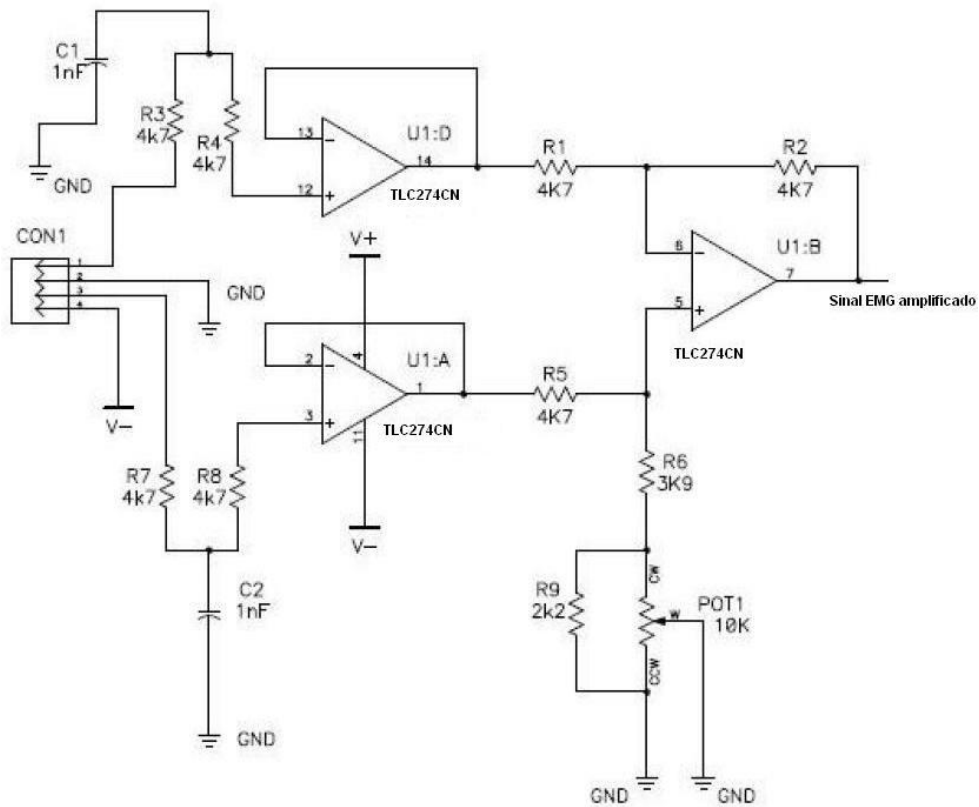 C1
1nF
R3
4k7
R4
4k7
GND
13
12
14
U1:D
TLC274CN
R1
4K7
R2
4K7
6
5
7
U1:B
TLC274CN
Sinal EMG amplificado
CON1
1
2
3
4
GND
V-
V+
2
3
4
11
1
U1:A
TLC274CN
V-
R5
4K7
R7
4k7
R8
4k7
R6
3K9
C2
1nF
GND
R9
2k2
CW
W
CCW
POT1
10K
GND
GND